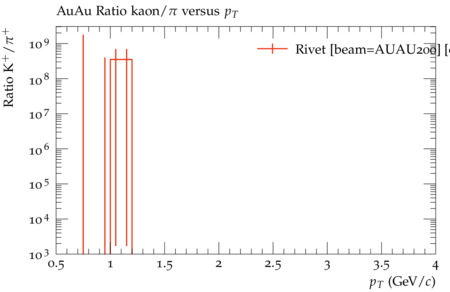 AuAu Ratio kaon/π versus p_T
Ratio K⁺/π⁺
10⁹
10⁸
10⁷
10⁶
10⁵
10⁴
10³
Rivet [beam=AUAU200] [c
0.5 1 1.5 2 2.5 3 3.5 4
p_T (GeV/c)